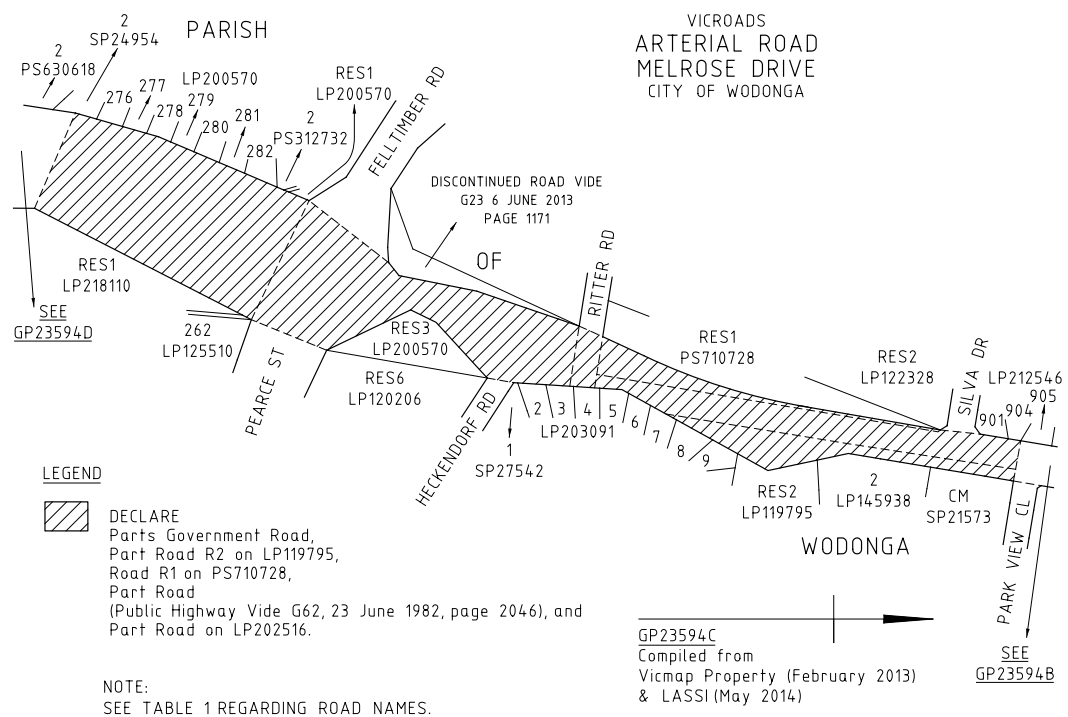 VICROADS
ARTERIAL ROAD
MELROSE DRIVE
CITY OF WODONGA
PARISH
OF
WODONGA
2
PS630618
2
SP24954
276
277
278
LP200570
279
280
281
282
2
PS312732
RES1
LP200570
FELLTIMBER RD
DISCONTINUED ROAD VIDE
G23 6 JUNE 2013
PAGE 1171
RITTER RD
RES1
PS710728
RES2
LP122328
SILVA DR
LP212546
901
904
905
RES1
LP218110
SEE
GP23594D
262
LP125510
PEARCE ST
RES3
LP200570
RES6
LP120206
HECKENDORF RD
1
SP27542
2
3
4
5
LP203091
6
7
8
9
RES2
LP119795
2
LP145938
CM
SP21573
PARK VIEW CL
SEE
GP23594B
LEGEND
DECLARE
Parts Government Road,
Part Road R2 on LP119795,
Road R1 on PS710728,
Part Road
(Public Highway Vide G62, 23 June 1982, page 2046), and
Part Road on LP202516.
NOTE:
SEE TABLE 1 REGARDING ROAD NAMES.
GP23594C
Compiled from
Vicmap Property (February 2013)
& LASSI (May 2014)